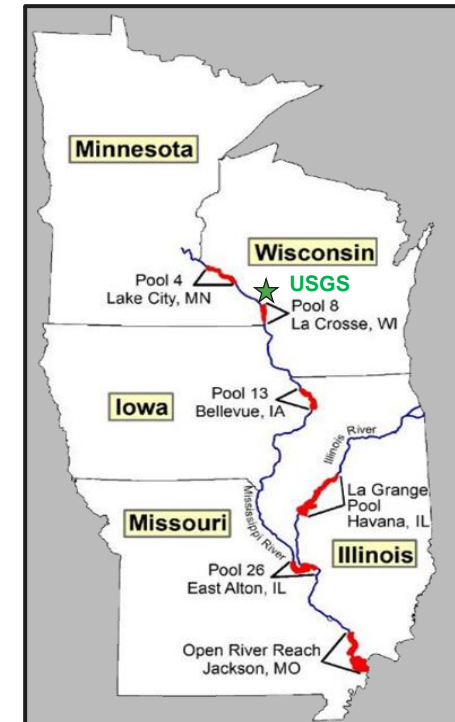 Minnesota
Wisconsin
USGS
Pool 4
Lake City, MN
Pool 8
La Crosse, WI
Pool 13
Bellevue, IA
Iowa
Illinois River
La Grange
Pool
Havana, IL
Mississippi River
Missouri
Illinois
Pool 26
East Alton, IL
Open River Reach
Jackson, MO